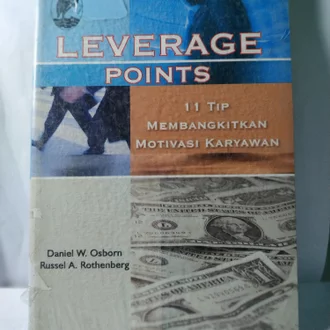 LEVERAGE
POINTS
11 TIP
MEMBANGKITKAN
MOTIVASI KARYAWAN
Daniel W. Osborn
Russel A. Rothenberg